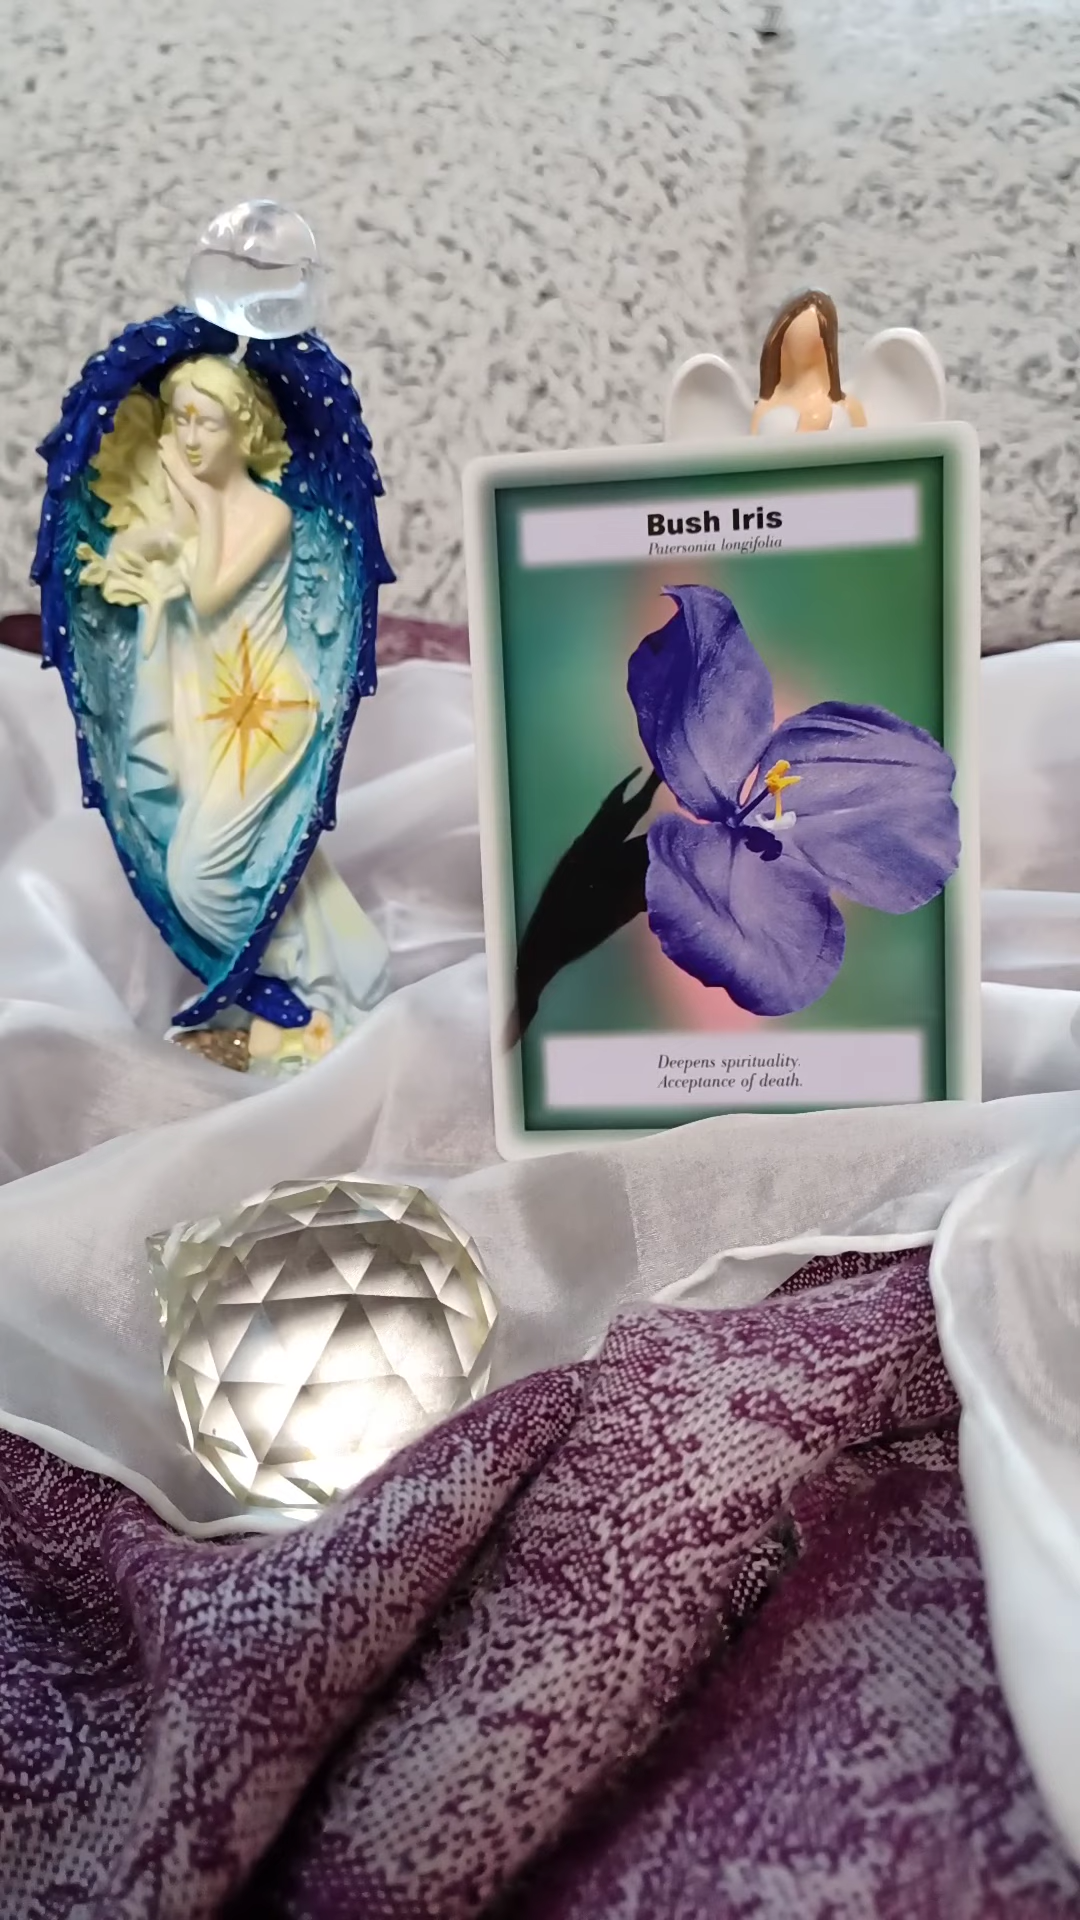 Bush Iris
Patersonia longifolia
Deepens spirituality.
Acceptance of death.